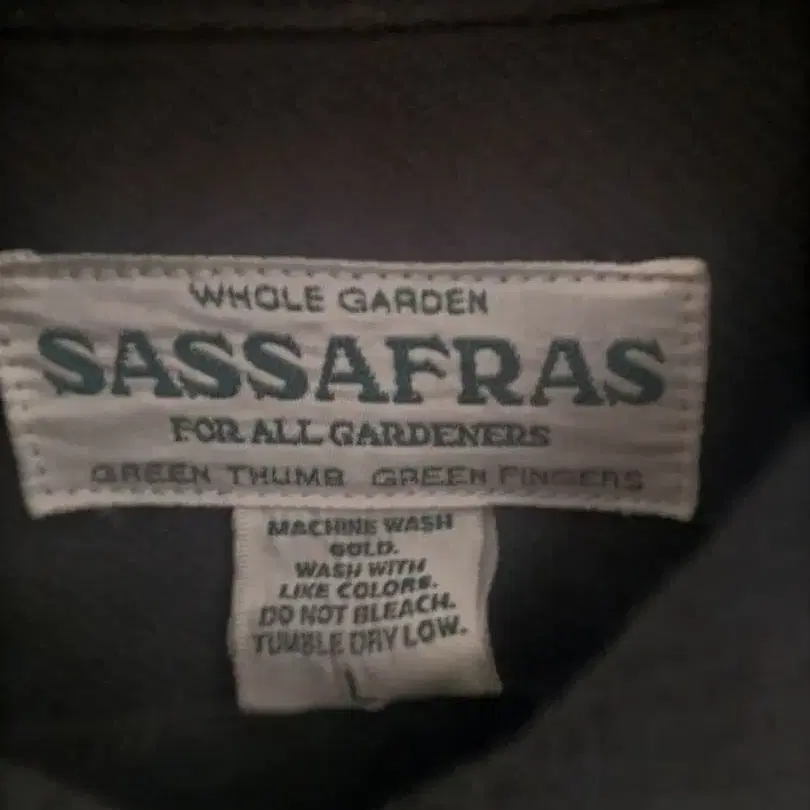 WHOLE GARDEN
SASSAFRAS
FOR ALL GARDENERS
GREEN THUMB GREEN FINGERS
MACHINE WASH
COLD.
WASH WITH
LIKE COLORS.
DO NOT BLEACH.
TUMBLE DRY LOW.
L